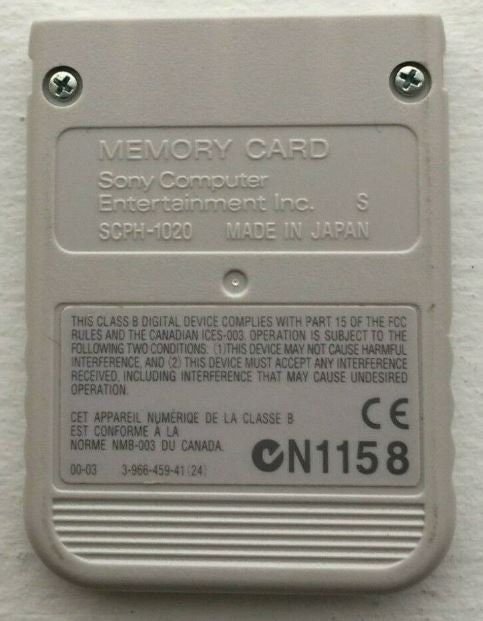 MEMORY CARD
Sony Computer
Entertainment Inc. S
SCPH-1020 MADE IN JAPAN
THIS CLASS B DIGITAL DEVICE COMPLIES WITH PART 15 OF THE FCC
RULES AND THE CANADIAN ICES-003. OPERATION IS SUBJECT TO THE
FOLLOWING TWO CONDITIONS. (1)THIS DEVICE MAY NOT CAUSE HARMFUL
INTERFERENCE, AND (2) THIS DEVICE MUST ACCEPT ANY INTERFERENCE
RECEIVED, INCLUDING INTERFERENCE THAT MAY CAUSE UNDESIRED
OPERATION.
CET APPAREIL NUMÉRIQE DE LA CLASSE B
EST CONFORME À LA
NORME NMB-003 DU CANADA.
CE
N1158
00-03 3-966-459-41(24)